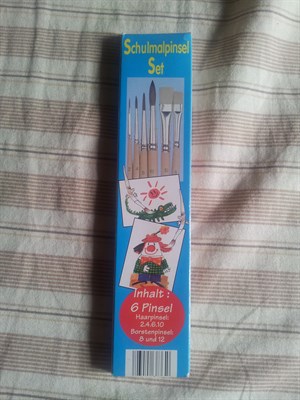 Schulmalpinsel
Set
Inhalt :
6 Pinsel
Haarpinsel:
2.4.6.10
Borstenpinsel:
8 und 12